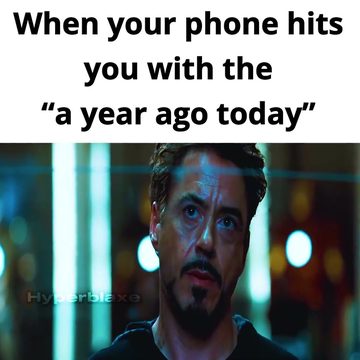 When your phone hits
you with the
“a year ago today”
Hyperblaxe